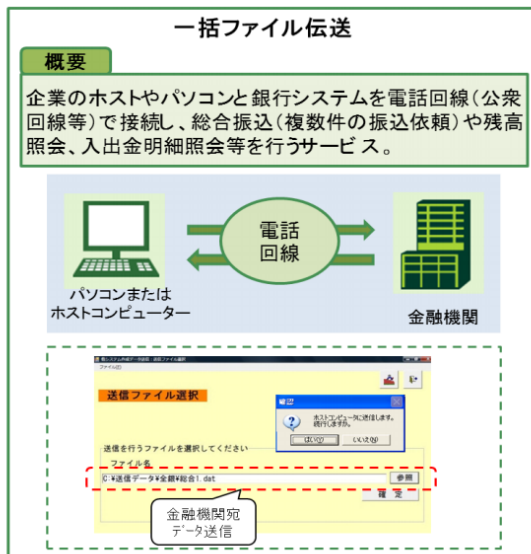 一括ファイル伝送
概要
企業のホストやパソコンと銀行システムを電話回線(公衆
回線等)で接続し、総合振込(複数件の振込依頼)や残高
照会、入出金明細照会等を行うサービス。
電話
回線
パソコンまたは
ホストコンピューター
金融機関
ファイル(F)
送信ファイル選択
ホストコンピュータに送信します。
続行しますか。
はい(Y)
いいえ(N)
送信を行うファイルを選択してください
ファイル名
C:¥送信データ¥全銀¥総合1.dat
参照
確 定
金融機関宛
データ送信